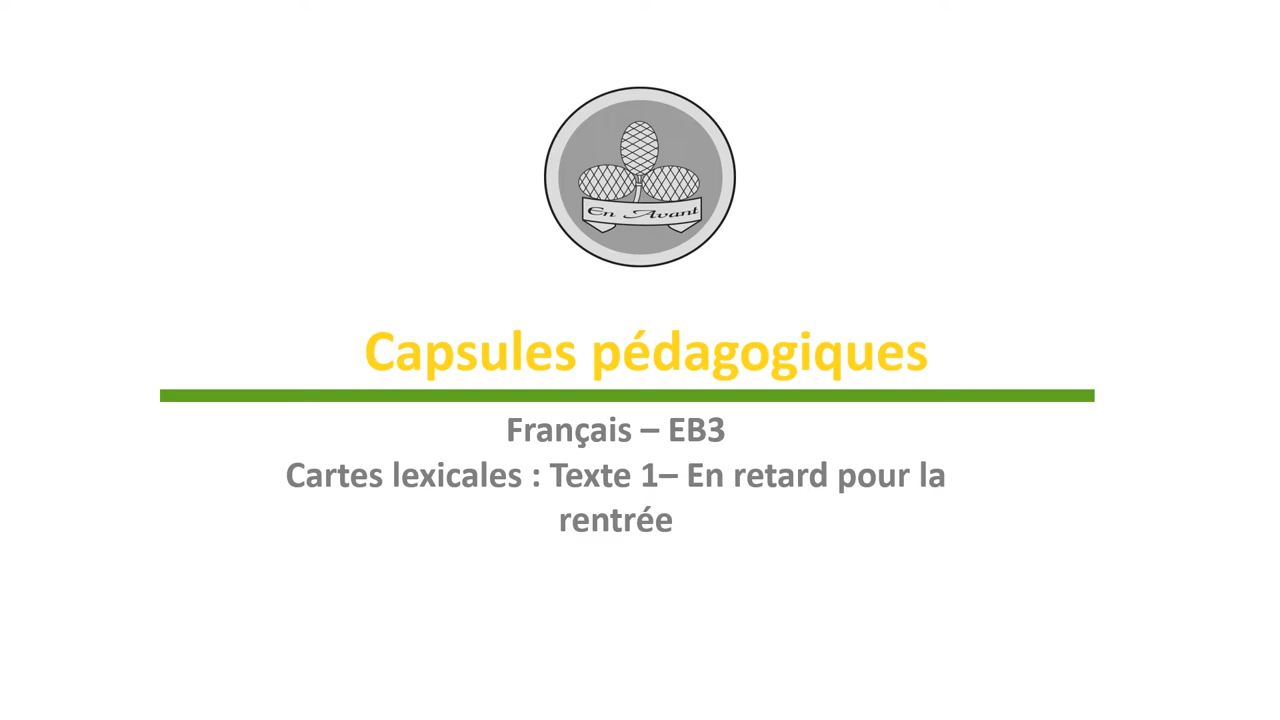 En Avant
Capsules pédagogiques
Français – EB3
Cartes lexicales : Texte 1– En retard pour la
rentrée